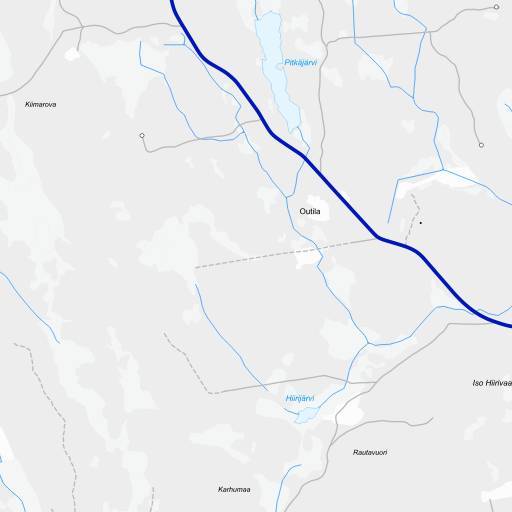 Pitkäjärvi
Kiimarova
Outila
Iso Hiirivaa
Hiirijärvi
Rautavuori
Karhumaa